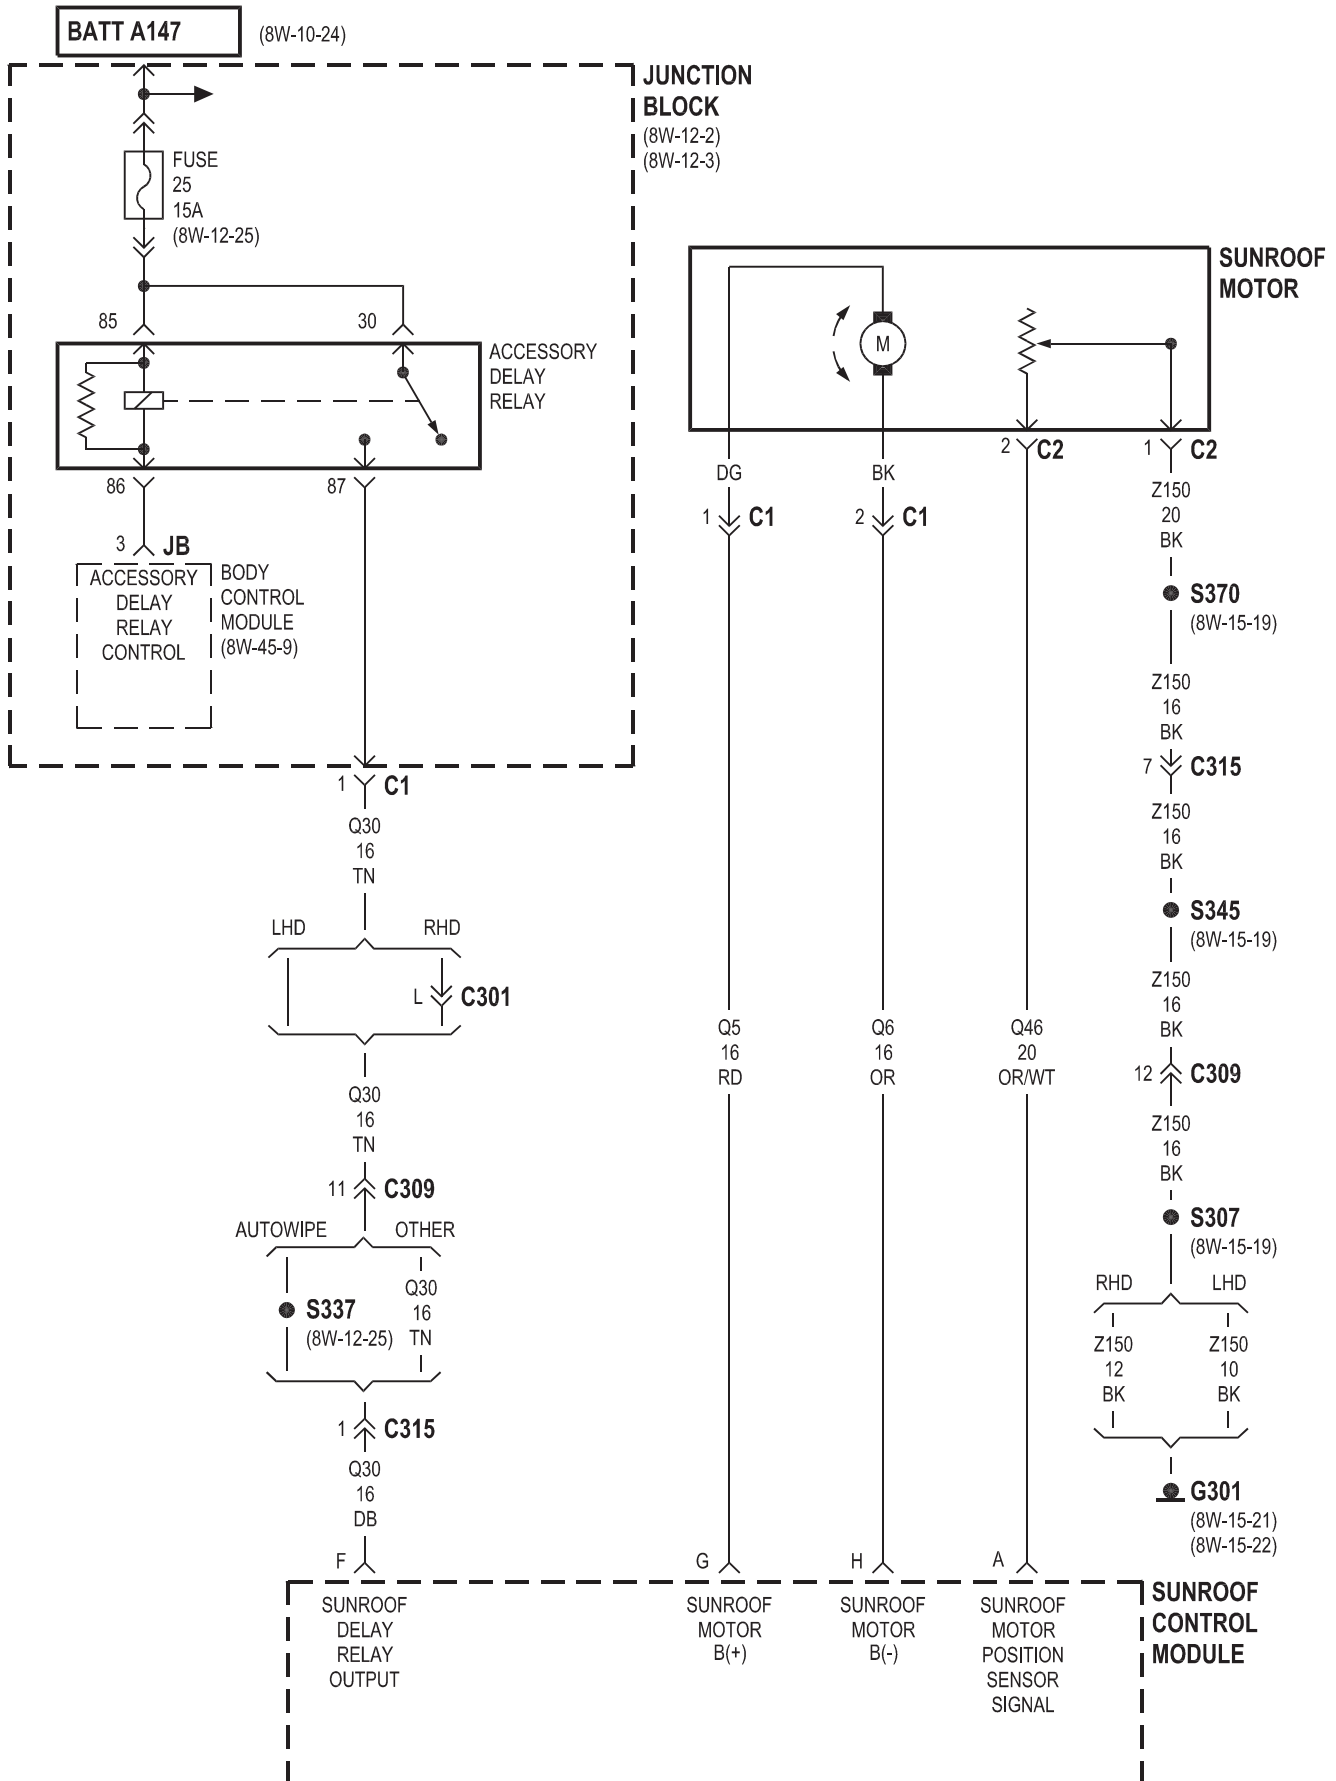 BATT A147
(8W-10-24)
JUNCTION
BLOCK
(8W-12-2)
(8W-12-3)
FUSE
25
15A
(8W-12-25)
85
30
ACCESSORY
DELAY
RELAY
86
87
3
JB
ACCESSORY
DELAY
RELAY
CONTROL
BODY
CONTROL
MODULE
(8W-45-9)
1
C1
Q30
16
TN
LHD
RHD
L
C301
Q30
16
TN
11
C309
AUTOWIPE
OTHER
S337
(8W-12-25)
Q30
16
TN
1
C315
Q30
16
DB
F
SUNROOF
DELAY
RELAY
OUTPUT
SUNROOF
MOTOR
M
DG
1
C1
Q5
16
RD
G
SUNROOF
MOTOR
B(+)
BK
2
C1
Q6
16
OR
H
SUNROOF
MOTOR
B(-)
2
C2
Q46
20
OR/WT
A
SUNROOF
MOTOR
POSITION
SENSOR
SIGNAL
1
C2
Z150
20
BK
S370
(8W-15-19)
Z150
16
BK
7
C315
Z150
16
BK
S345
(8W-15-19)
Z150
16
BK
12
C309
Z150
16
BK
S307
(8W-15-19)
RHD
LHD
Z150
12
BK
Z150
10
BK
G301
(8W-15-21)
(8W-15-22)
SUNROOF
CONTROL
MODULE